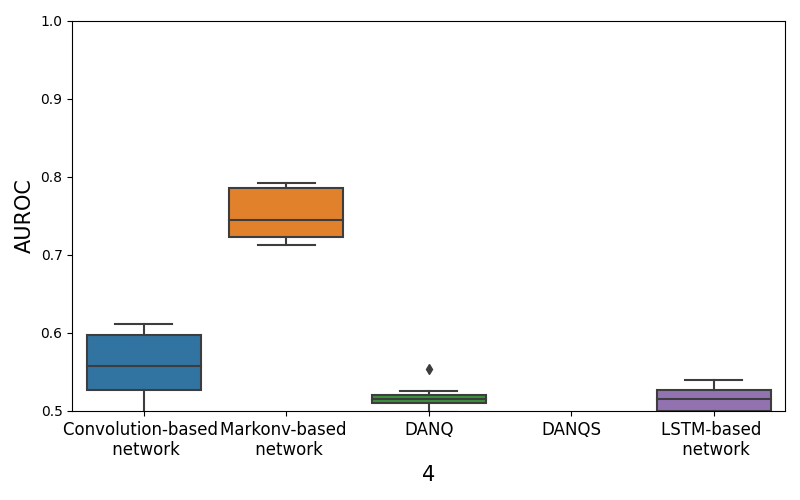 1.0
0.9
0.8
0.7
0.6
0.5
AUROC
Convolution-based Markonv-based DANQ DANQS LSTM-based
network network network
4